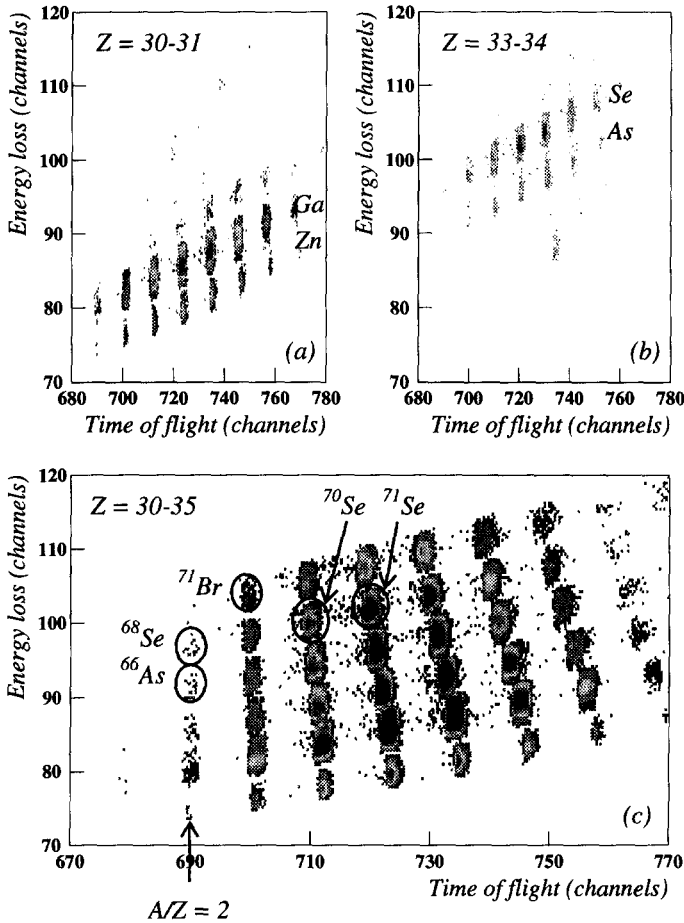 120
110
100
90
80
70
Energy loss (channels)
Z = 30-31
Ga
Zn
(a)
680 700 720 740 760 780
Time of flight (channels)
120
110
100
90
80
70
Energy loss (channels)
Z = 33-34
Se
As
(b)
680 700 720 740 760 780
Time of flight (channels)
120
110
100
90
80
70
Energy loss (channels)
Z = 30-35
⁷⁰Se ⁷¹Se
⁷¹Br
⁶⁸Se
⁶⁶As
(c)
670 690 710 730 750 770
A/Z = 2
Time of flight (channels)